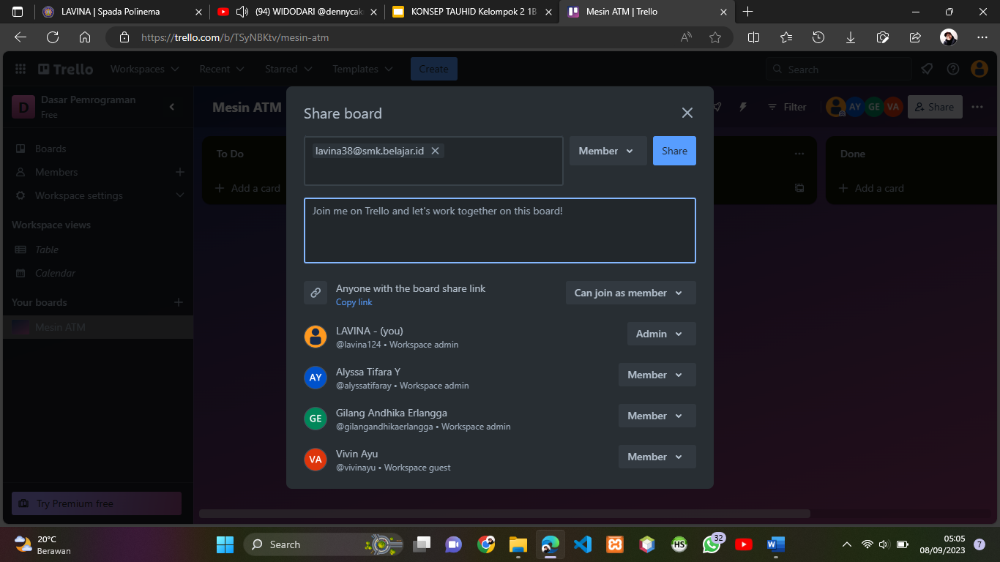 LAVINA | Spada Polinema
(94) WIDODARI @dennycak
KONSEP TAUHID Kelompok 2 1B
Mesin ATM | Trello
https://trello.com/b/TSyNBKtv/mesin-atm
Trello
Workspaces
Recent
Starred
Templates
Create
Search
D
Dasar Pemrograman
Free
Boards
Members
Workspace settings
Workspace views
Table
Calendar
Your boards
Mesin ATM
Try Premium free
Mesin ATM
Filter
AY
GE
VA
Share
To Do
Add a card
Done
Add a card
Share board
lavina38@smk.belajar.id
Member
Share
Join me on Trello and let's work together on this board!
Anyone with the board share link
Copy link
Can join as member
LAVINA - (you)
@lavina124 • Workspace admin
Admin
AY
Alyssa Tifara Y
@alyssatifaray • Workspace admin
Member
GE
Gilang Andhika Erlangga
@gilangandhikaerlangga • Workspace admin
Member
VA
Vivin Ayu
@vivinayu • Workspace guest
Member
20°C
Berawan
Search
HS
32
05:05
08/09/2023
7